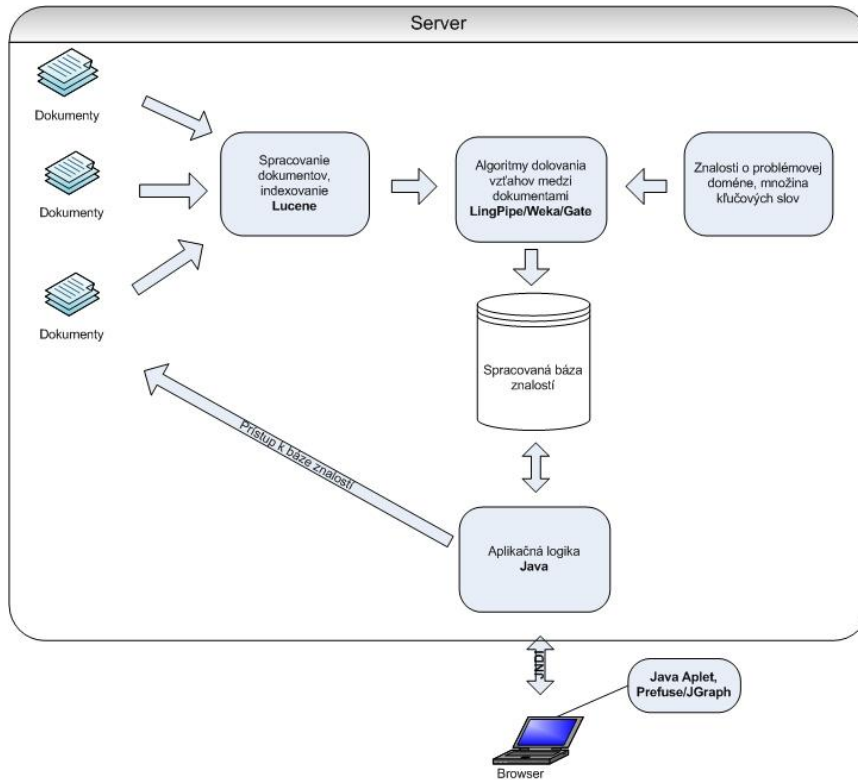 Server
Dokumenty
Dokumenty
Dokumenty
Spracovanie
dokumentov,
indexovanie
Lucene
Algoritmy dolovania
vzťahov medzi
dokumentami
LingPipe/Weka/Gate
Znalosti o problémovej
doméne, množina
kľučových slov
Spracovaná báza
znalostí
Prístup k báze znalostí
Aplikačná logika
Java
JNDI
Java Aplet,
Prefuse/JGraph
Browser